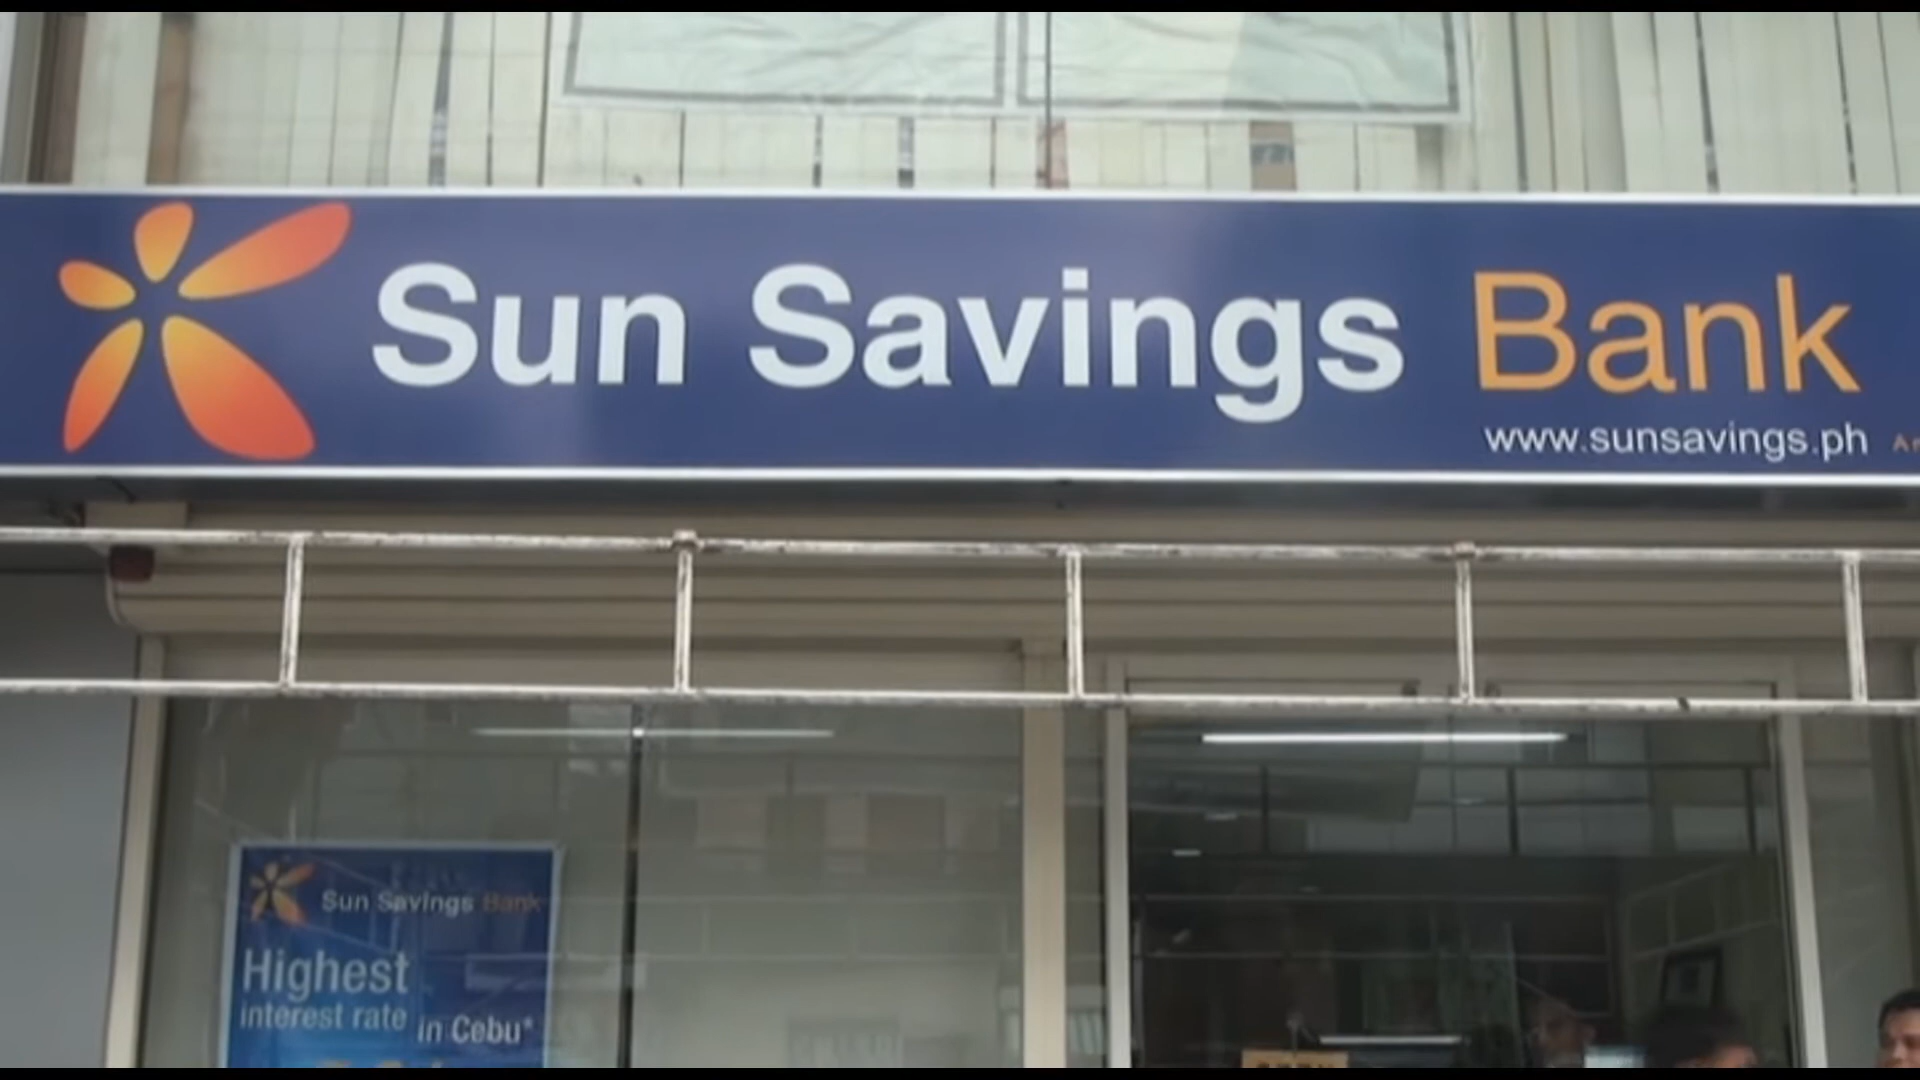 Sun Savings Bank
www.sunsavings.ph
Sun Savings Bank
Highest
interest rate in Cebu*